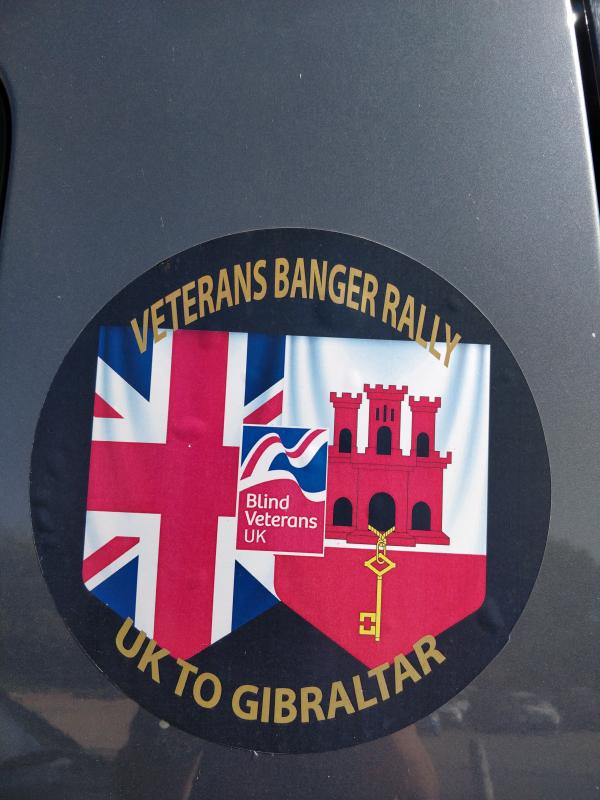 VETERANS BANGER RALLY
Blind
Veterans
UK
UK TO GIBRALTAR